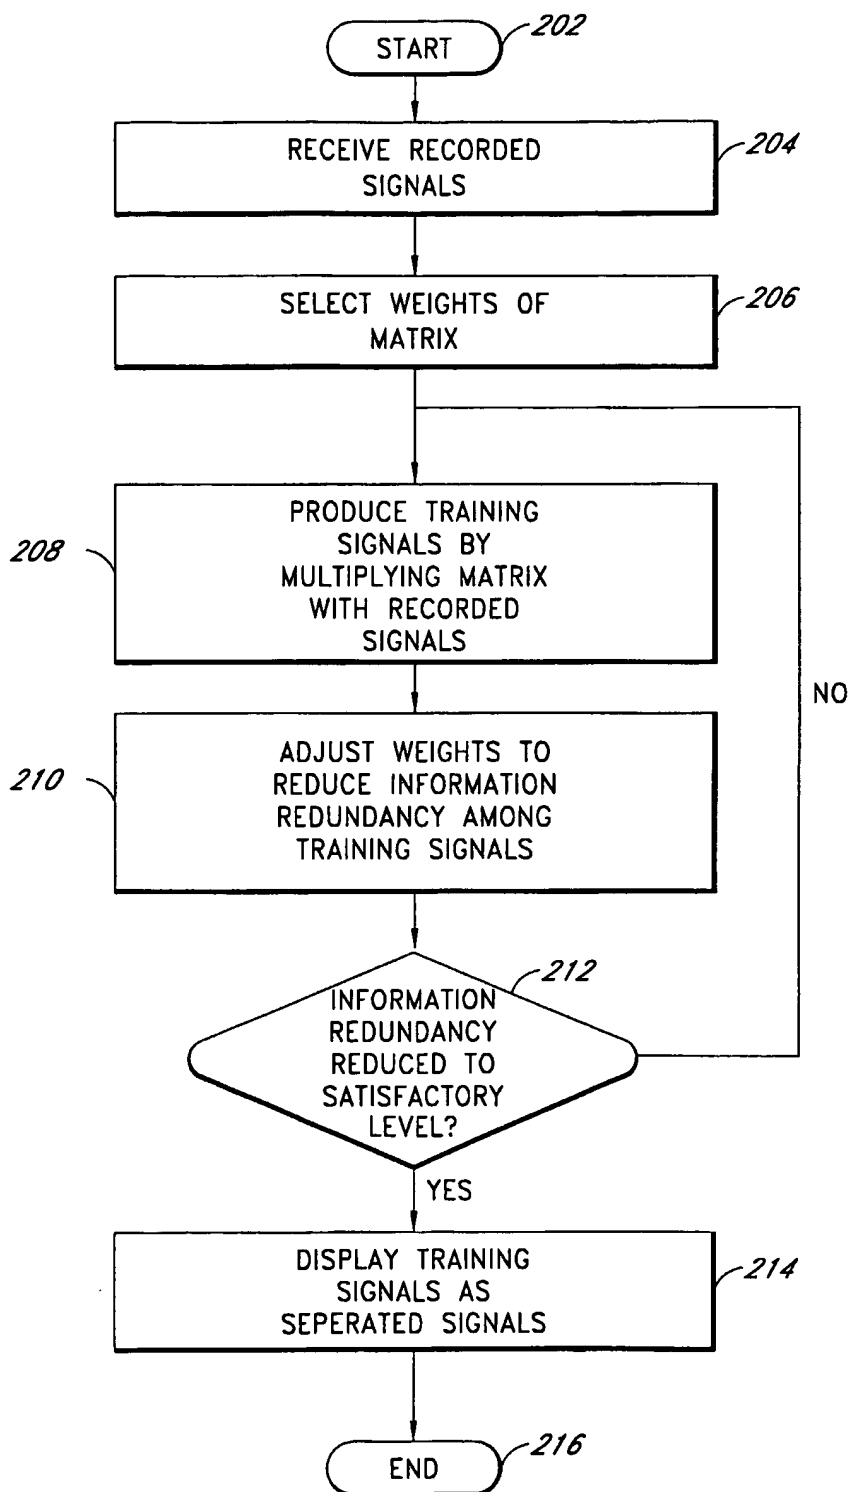 START
202
RECEIVE RECORDED
SIGNALS
204
SELECT WEIGHTS OF
MATRIX
206
PRODUCE TRAINING
SIGNALS BY
MULTIPLYING MATRIX
WITH RECORDED
SIGNALS
208
NO
ADJUST WEIGHTS TO
REDUCE INFORMATION
REDUNDANCY AMONG
TRAINING SIGNALS
210
INFORMATION
REDUNDANCY
REDUCED TO
SATISFACTORY
LEVEL?
212
YES
DISPLAY TRAINING
SIGNALS AS
SEPERATED SIGNALS
214
END
216